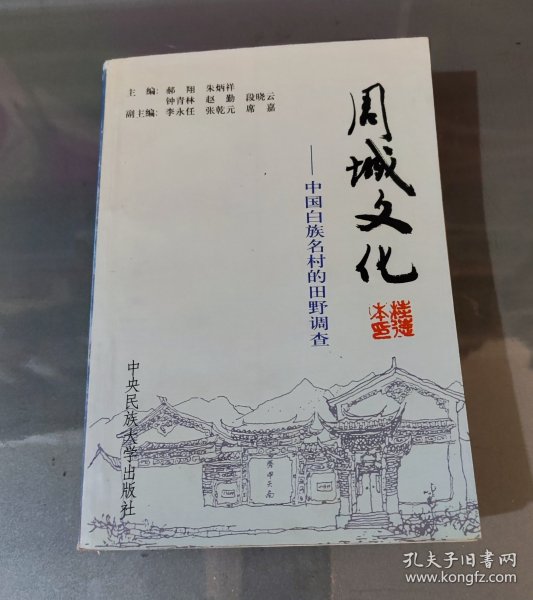 主 编: 郝 翔 朱炳祥
钟青林 赵 勤 段晓云
副主编: 李永任 张乾元 席 嘉
周城文化
——中国白族名村的田野调查
中央民族大学出版社
孔夫子旧书网
www.kongfz.com